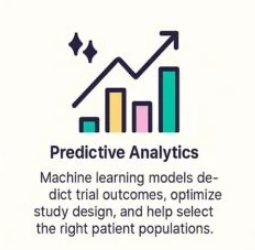 Predictive Analytics
Machine learning models de-
dict trial outcomes, optimize
study design, and help select
the right patient populations.